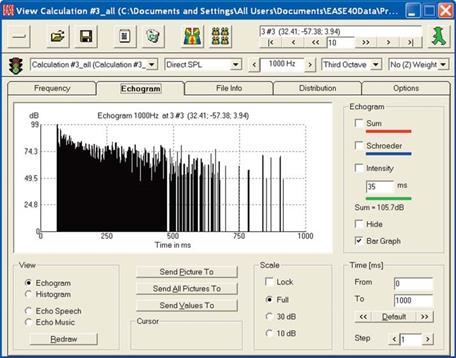 View Calculation #3_all (C:\Documents and Settings\All Users\Documents\EASE40Data\Pr...
3 #3 (32.41; -57.38; 3.94)
|< < << 10 >> > >|
Calculation #3_all (Calculation #3_
Direct SPL
< 1000 Hz >
Third Octave
No (Z) Weight
Frequency
Echogram
File Info
Distribution
Options
dB
Echogram 1000Hz at 3 #3 (32.41; -57.38; 3.94)
99
74.3
49.5
24.8
0
0 250 500 750 1000
Time in ms
Echogram
Sum
Schroeder
Intensity
35 ms
Sum = 105.7dB
Hide
Bar Graph
View
Echogram
Histogram
Echo Speech
Echo Music
Redraw
Send Picture To
Send All Pictures To
Send Values To
Cursor
Scale
Lock
Full
30 dB
10 dB
Time [ms]
From 0
To 1000
<< Default >>
Step < 1 >